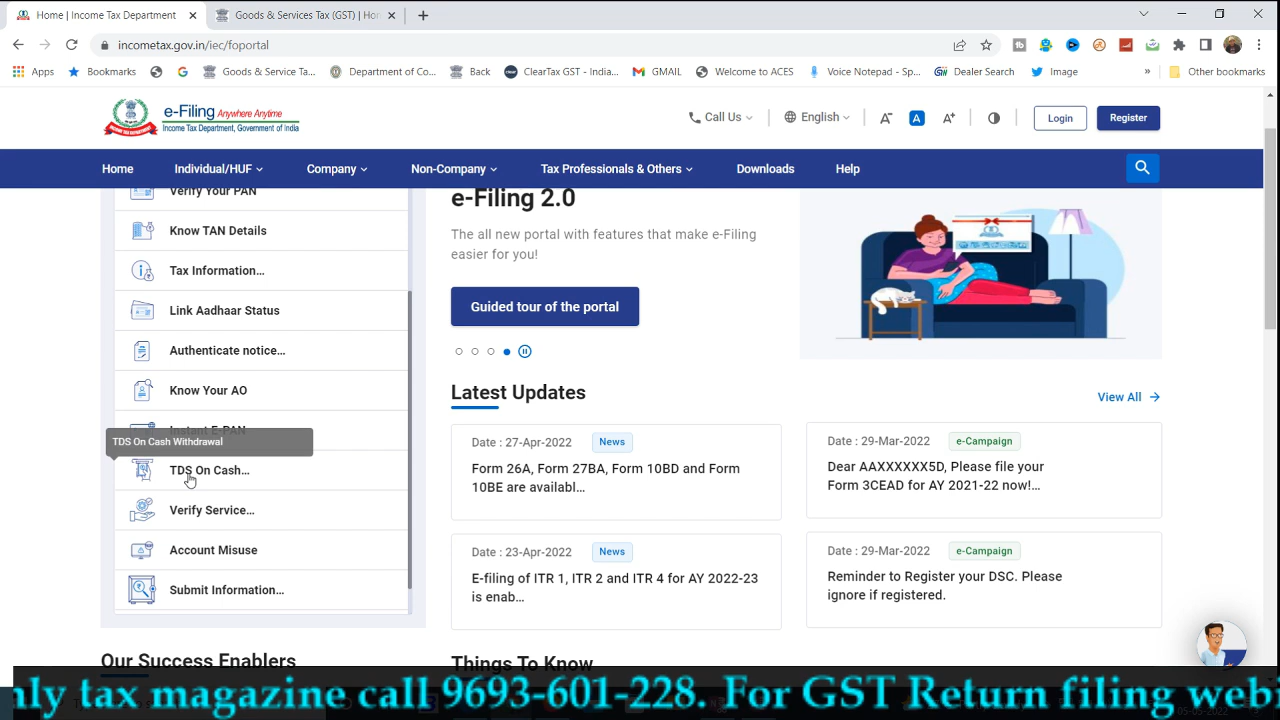 Home | Income Tax Department
Goods & Services Tax (GST) | Ho
incometax.gov.in/iec/foportal
Apps
Bookmarks
Goods & Service Ta...
Department of Co...
Back
ClearTax GST - India...
GMAIL
Welcome to ACES
Voice Notepad - Sp...
Dealer Search
Image
»
Other bookmarks
e-Filing Anywhere Anytime
Income Tax Department, Government of India
Call Us
English
A-
A
A+
Login
Register
Home
Individual/HUF
Company
Non-Company
Tax Professionals & Others
Downloads
Help
Verify Your PAN
Know TAN Details
Tax Information...
Link Aadhaar Status
Authenticate notice...
Know Your AO
Instant E-PAN
TDS On Cash Withdrawal
TDS On Cash...
Verify Service...
Account Misuse
Submit Information...
e-Filing 2.0
The all new portal with features that make e-Filing
easier for you!
Guided tour of the portal
Latest Updates
View All
Date : 27-Apr-2022 News
Form 26A, Form 27BA, Form 10BD and Form
10BE are availabl...
Date : 29-Mar-2022 e-Campaign
Dear AAXXXXXX5D, Please file your
Form 3CEAD for AY 2021-22 now!...
Date : 23-Apr-2022 News
E-filing of ITR 1, ITR 2 and ITR 4 for AY 2022-23
is enab...
Date : 29-Mar-2022 e-Campaign
Reminder to Register your DSC. Please
ignore if registered.
Our Success Enablers
Things To Know
nly tax magazine call 9693-601-228. For GST Return filing webi
05-05-2022